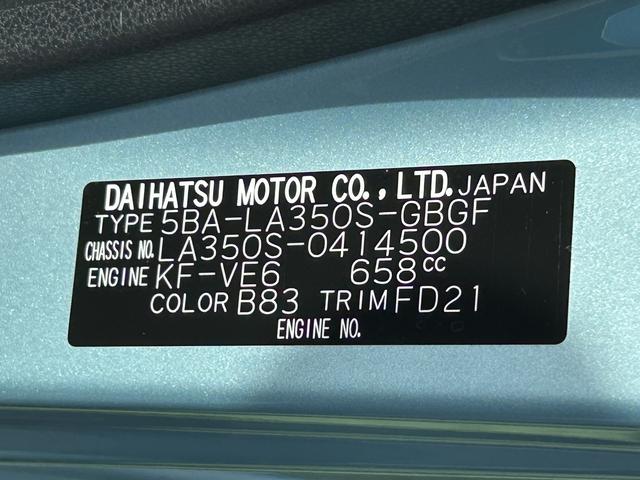 DAIHATSU MOTOR CO., LTD. JAPAN
TYPE 5BA-LA350S-GBGF
CHASSIS NO. LA350S-0414500
ENGINE KF-VE6 658cc
COLOR B83 TRIM FD21
ENGINE NO.